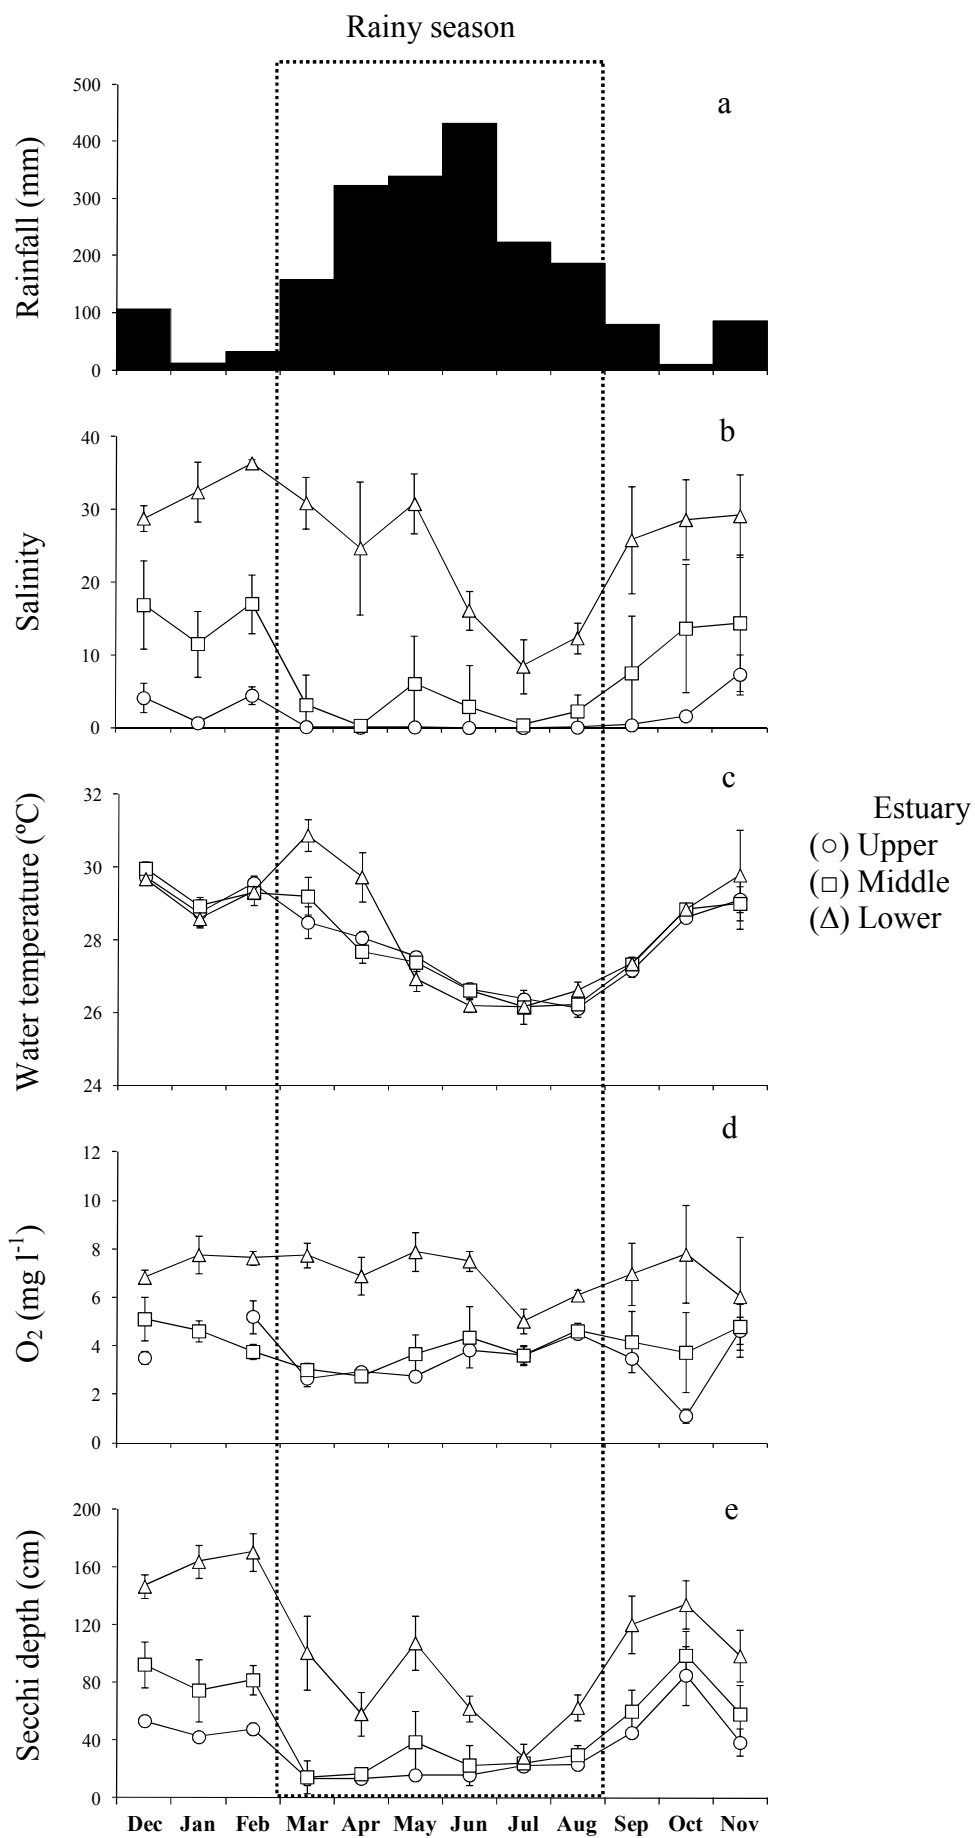 Rainy season
a
Rainfall (mm)
500
400
300
200
100
0
b
Salinity
40
30
20
10
0
c
Water temperature (ºC)
32
30
28
26
24
Estuary
(○) Upper
(□) Middle
(Δ) Lower
d
O2 (mg l-1)
12
10
8
6
4
2
0
e
Secchi depth (cm)
200
160
120
80
40
0
Dec Jan Feb Mar Apr May Jun Jul Aug Sep Oct Nov